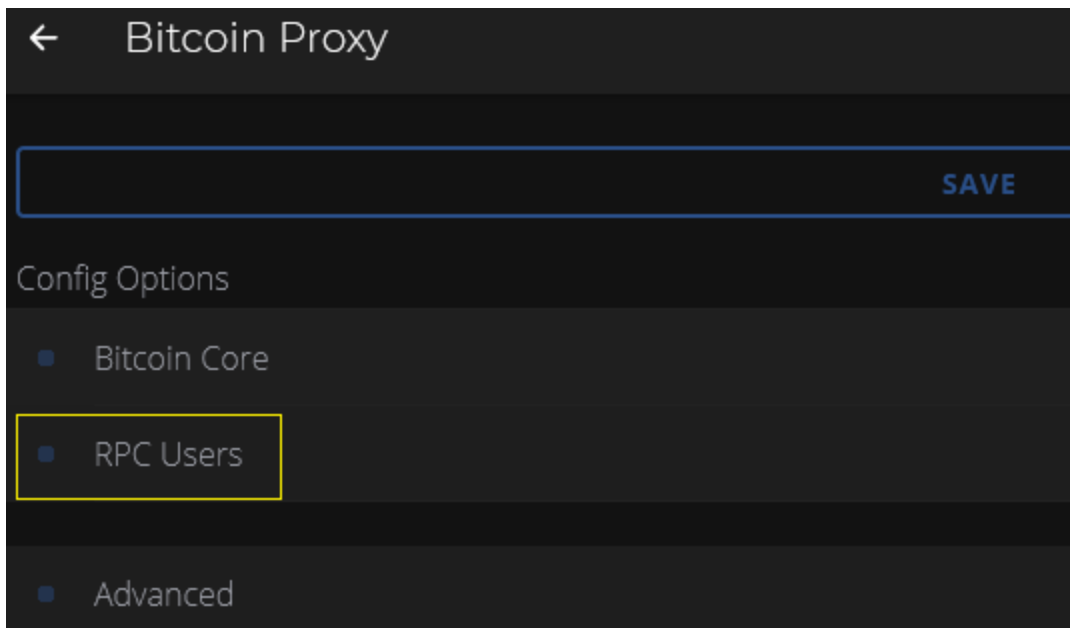 Bitcoin Proxy
SAVE
Config Options
Bitcoin Core
RPC Users
Advanced